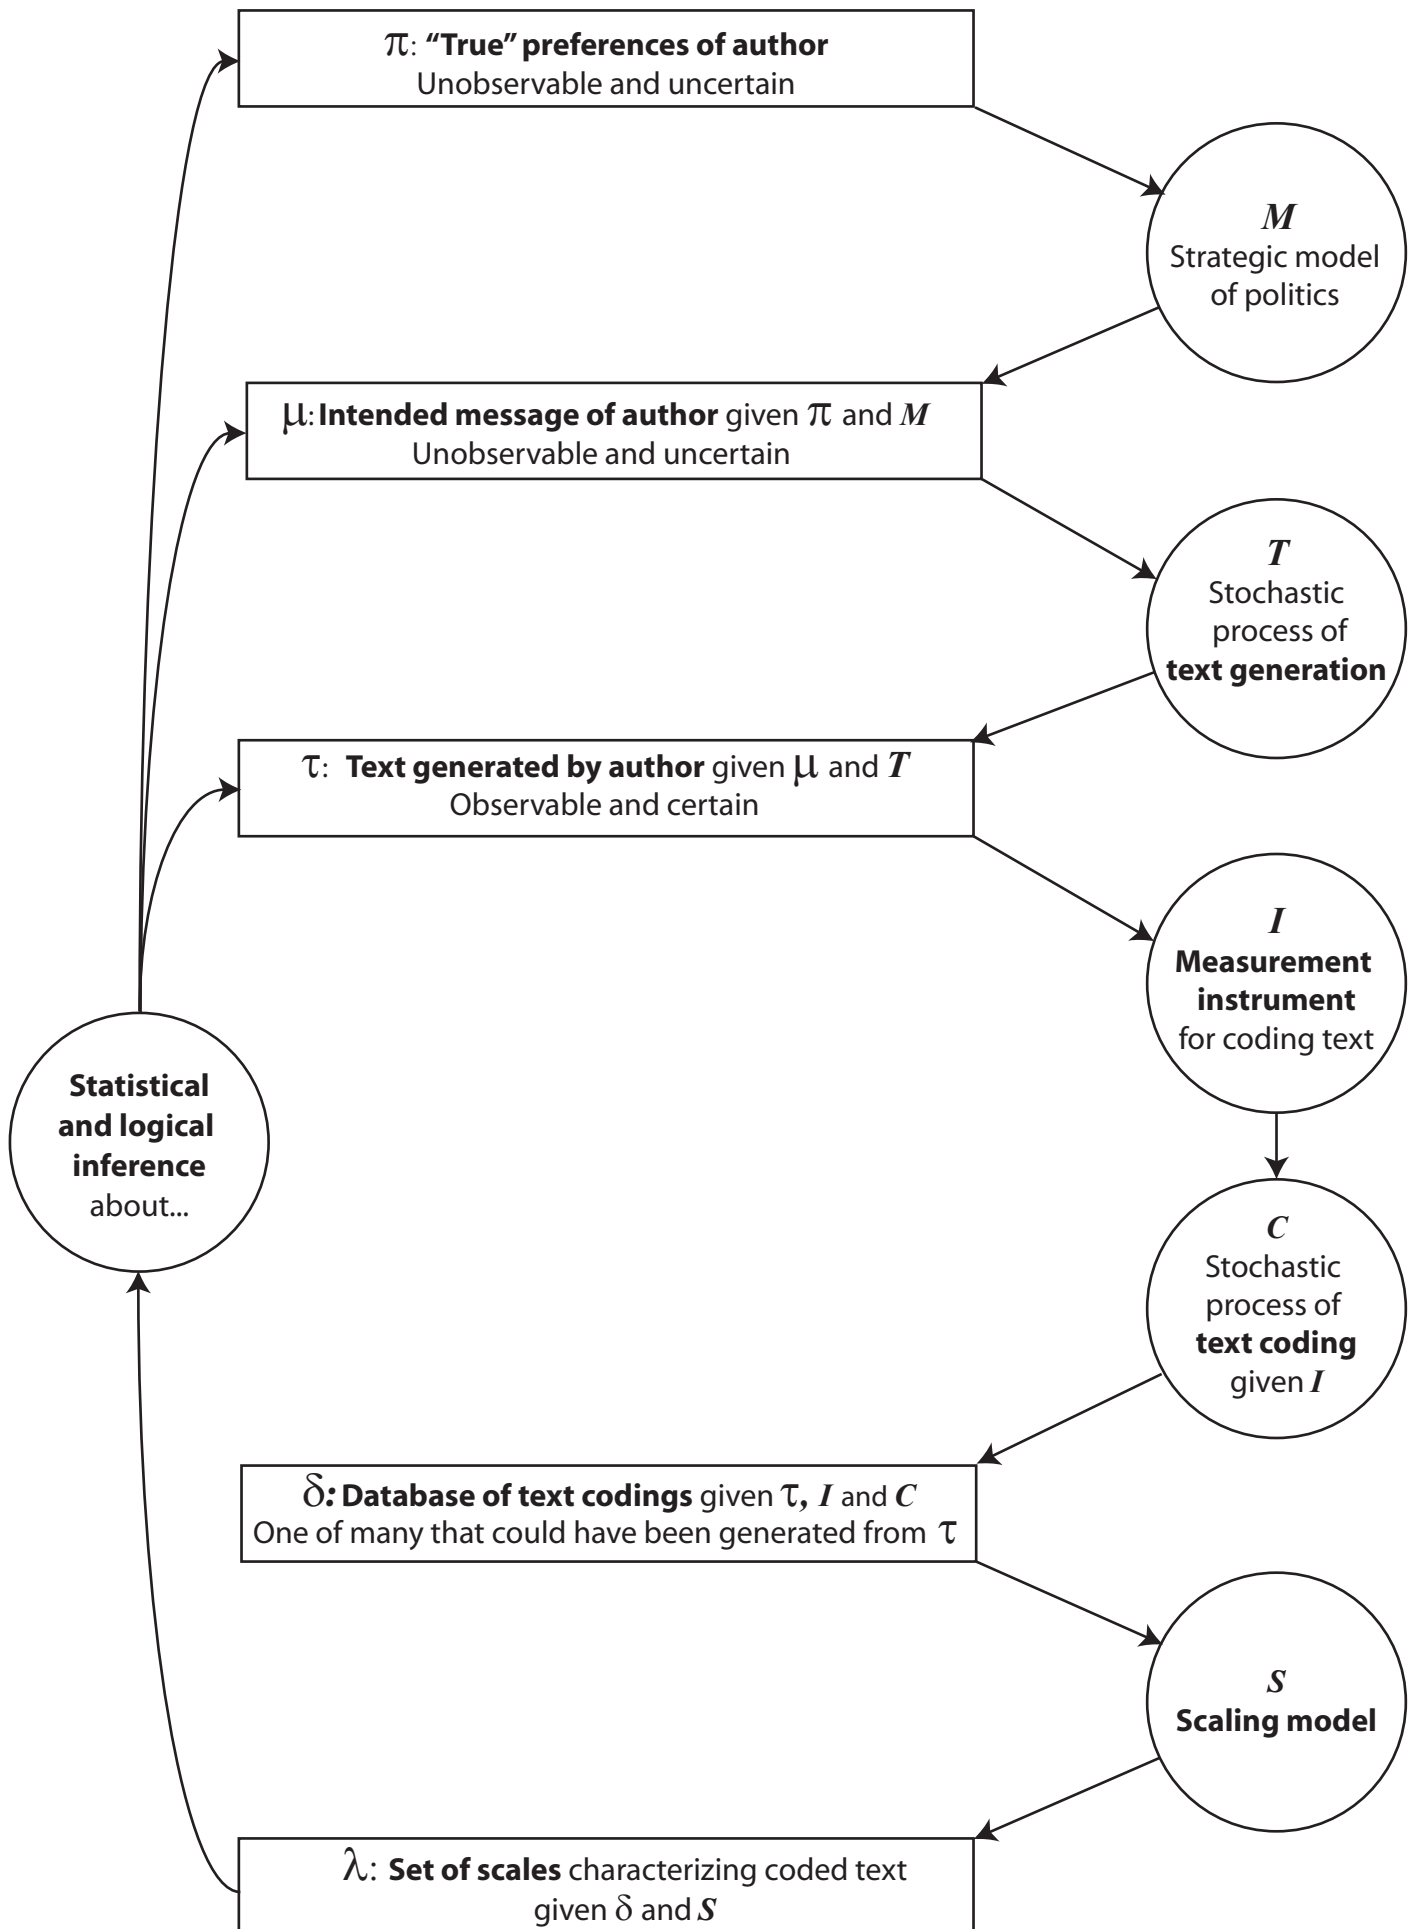 π: “True” preferences of author
Unobservable and uncertain
M
Strategic model
of politics
μ: Intended message of author given π and M
Unobservable and uncertain
T
Stochastic
process of
text generation
τ: Text generated by author given μ and T
Observable and certain
I
Measurement
instrument
for coding text
Statistical
and logical
inference
about...
C
Stochastic
process of
text coding
given I
δ: Database of text codings given τ, I and C
One of many that could have been generated from τ
S
Scaling model
λ: Set of scales characterizing coded text
given δ and S